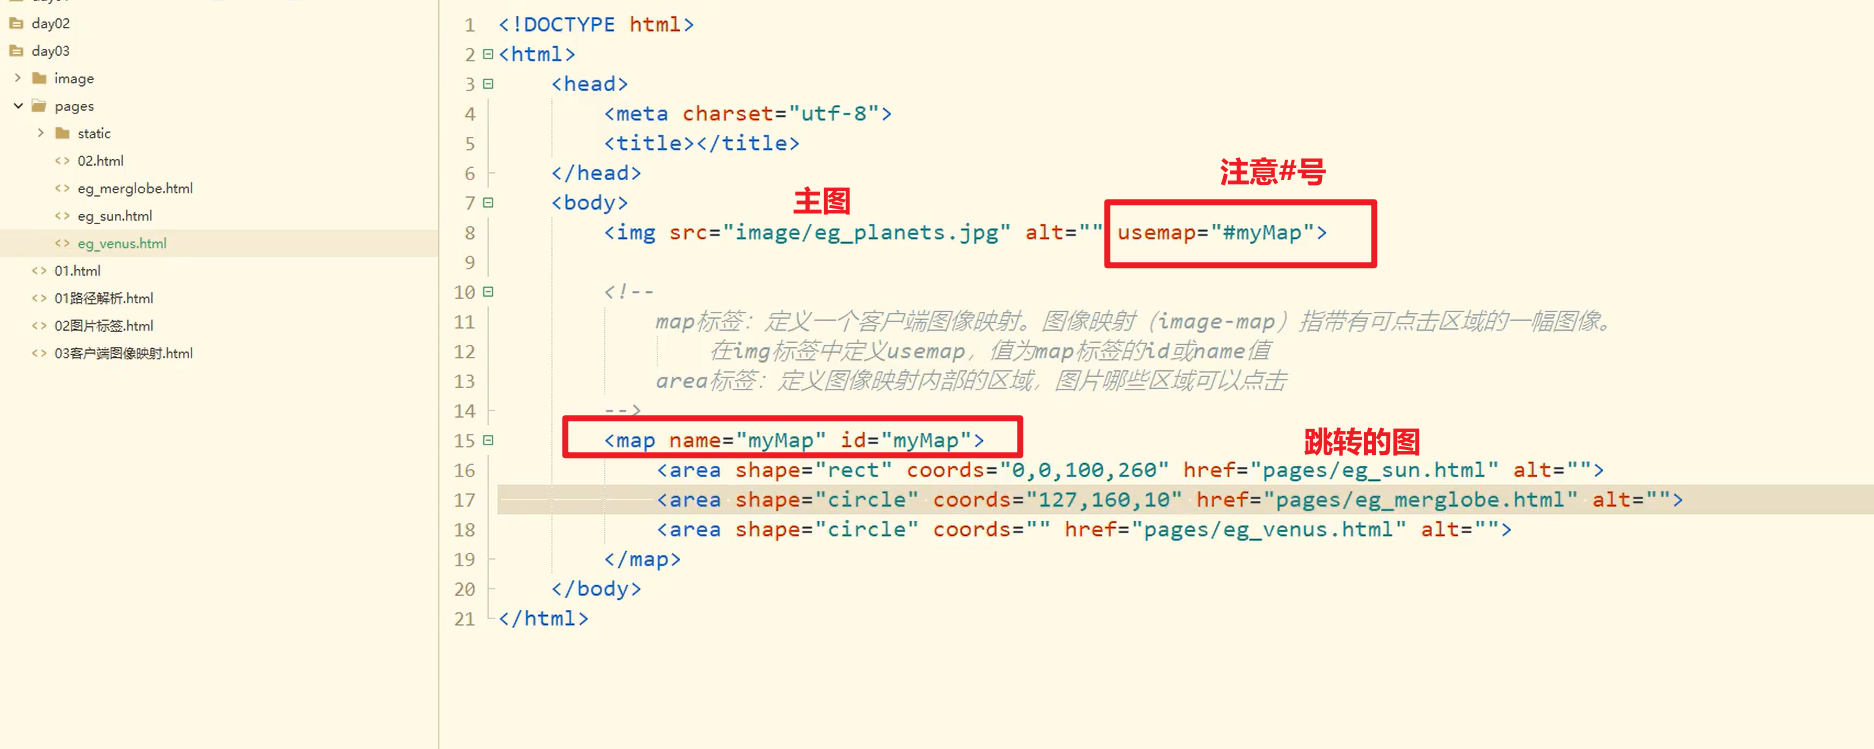 day02
day03
image
pages
static
02.html
eg_merglobe.html
eg_sun.html
eg_venus.html
01.html
01路径解析.html
02图片标签.html
03客户端图像映射.html
1 <!DOCTYPE html>
2 <html>
3 <head>
4 <meta charset="utf-8">
5 <title></title>
6 </head>
注意#号
7 <body>
主图
8 <img src="image/eg_planets.jpg" alt="" usemap="#myMap">
9
10 <!--
11 map标签：定义一个客户端图像映射。图像映射（image-map）指带有可点击区域的一幅图像。
12 在img标签中定义usemap，值为map标签的id或name值
13 area标签：定义图像映射内部的区域，图片哪些区域可以点击
14 -->
15 <map name="myMap" id="myMap">
跳转的图
16 <area shape="rect" coords="0,0,100,260" href="pages/eg_sun.html" alt="">
17 <area shape="circle" coords="127,160,10" href="pages/eg_merglobe.html" alt="">
18 <area shape="circle" coords="" href="pages/eg_venus.html" alt="">
19 </map>
20 </body>
21 </html>